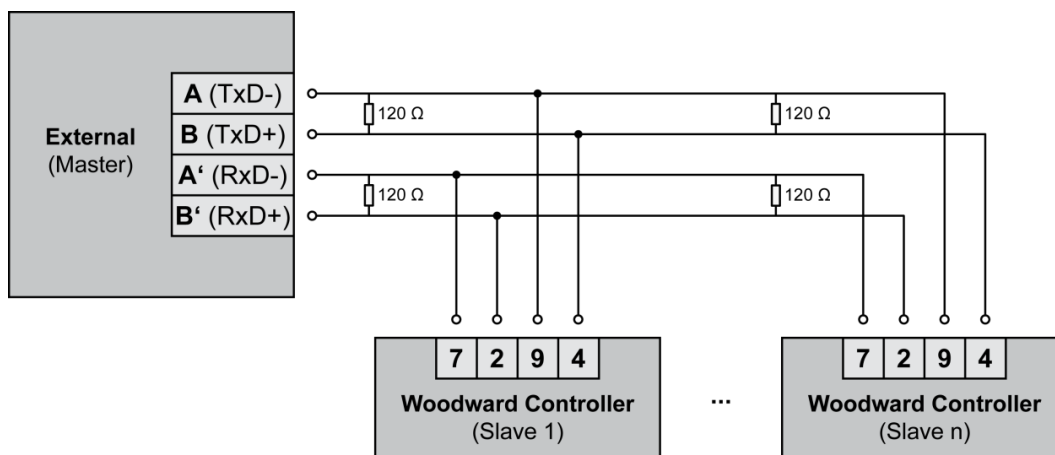 A (TxD-)
B (TxD+)
A‘ (RxD-)
B‘ (RxD+)
External
(Master)
120 Ω
120 Ω
120 Ω
120 Ω
7 2 9 4
Woodward Controller
(Slave 1)
...
7 2 9 4
Woodward Controller
(Slave n)